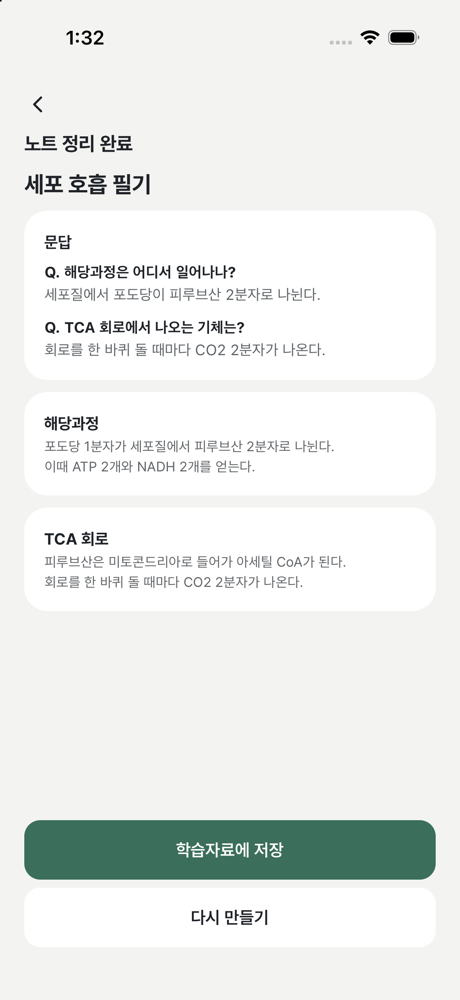 1:32
노트 정리 완료
세포 호흡 필기
문답
Q. 해당과정은 어디서 일어나나?
세포질에서 포도당이 피루브산 2분자로 나뉜다.
Q. TCA 회로에서 나오는 기체는?
회로를 한 바퀴 돌 때마다 CO2 2분자가 나온다.
해당과정
포도당 1분자가 세포질에서 피루브산 2분자로 나뉜다.
이때 ATP 2개와 NADH 2개를 얻는다.
TCA 회로
피루브산은 미토콘드리아로 들어가 아세틸 CoA가 된다.
회로를 한 바퀴 돌 때마다 CO2 2분자가 나온다.
학습자료에 저장
다시 만들기